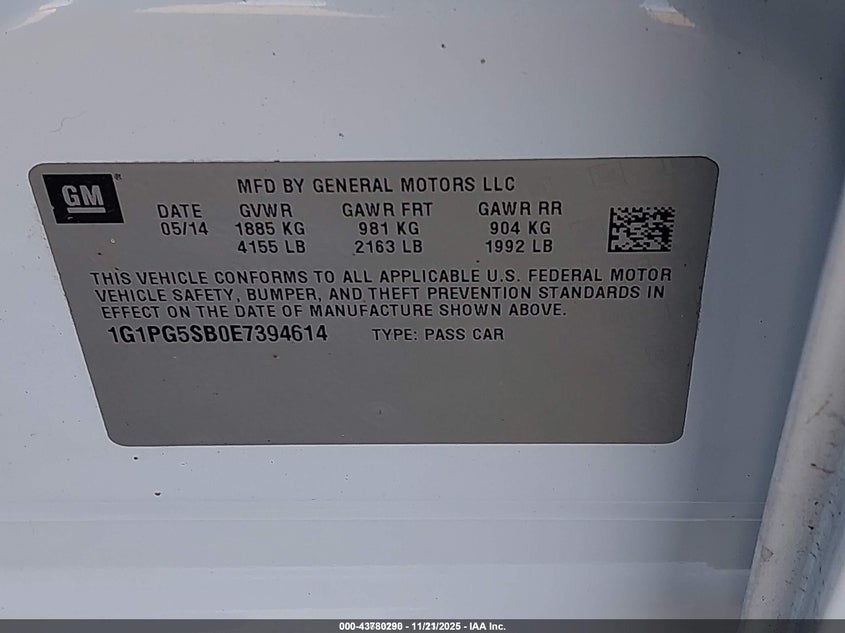 GM
MFD BY GENERAL MOTORS LLC
DATE GVWR GAWR FRT GAWR RR
05/14 1885 KG 981 KG 904 KG
4155 LB 2163 LB 1992 LB
THIS VEHICLE CONFORMS TO ALL APPLICABLE U.S. FEDERAL MOTOR
VEHICLE SAFETY, BUMPER, AND THEFT PREVENTION STANDARDS IN
EFFECT ON THE DATE OF MANUFACTURE SHOWN ABOVE.
1G1PG5SB0E7394614 TYPE: PASS CAR
000-43780290 - 11/21/2025 - IAA Inc.